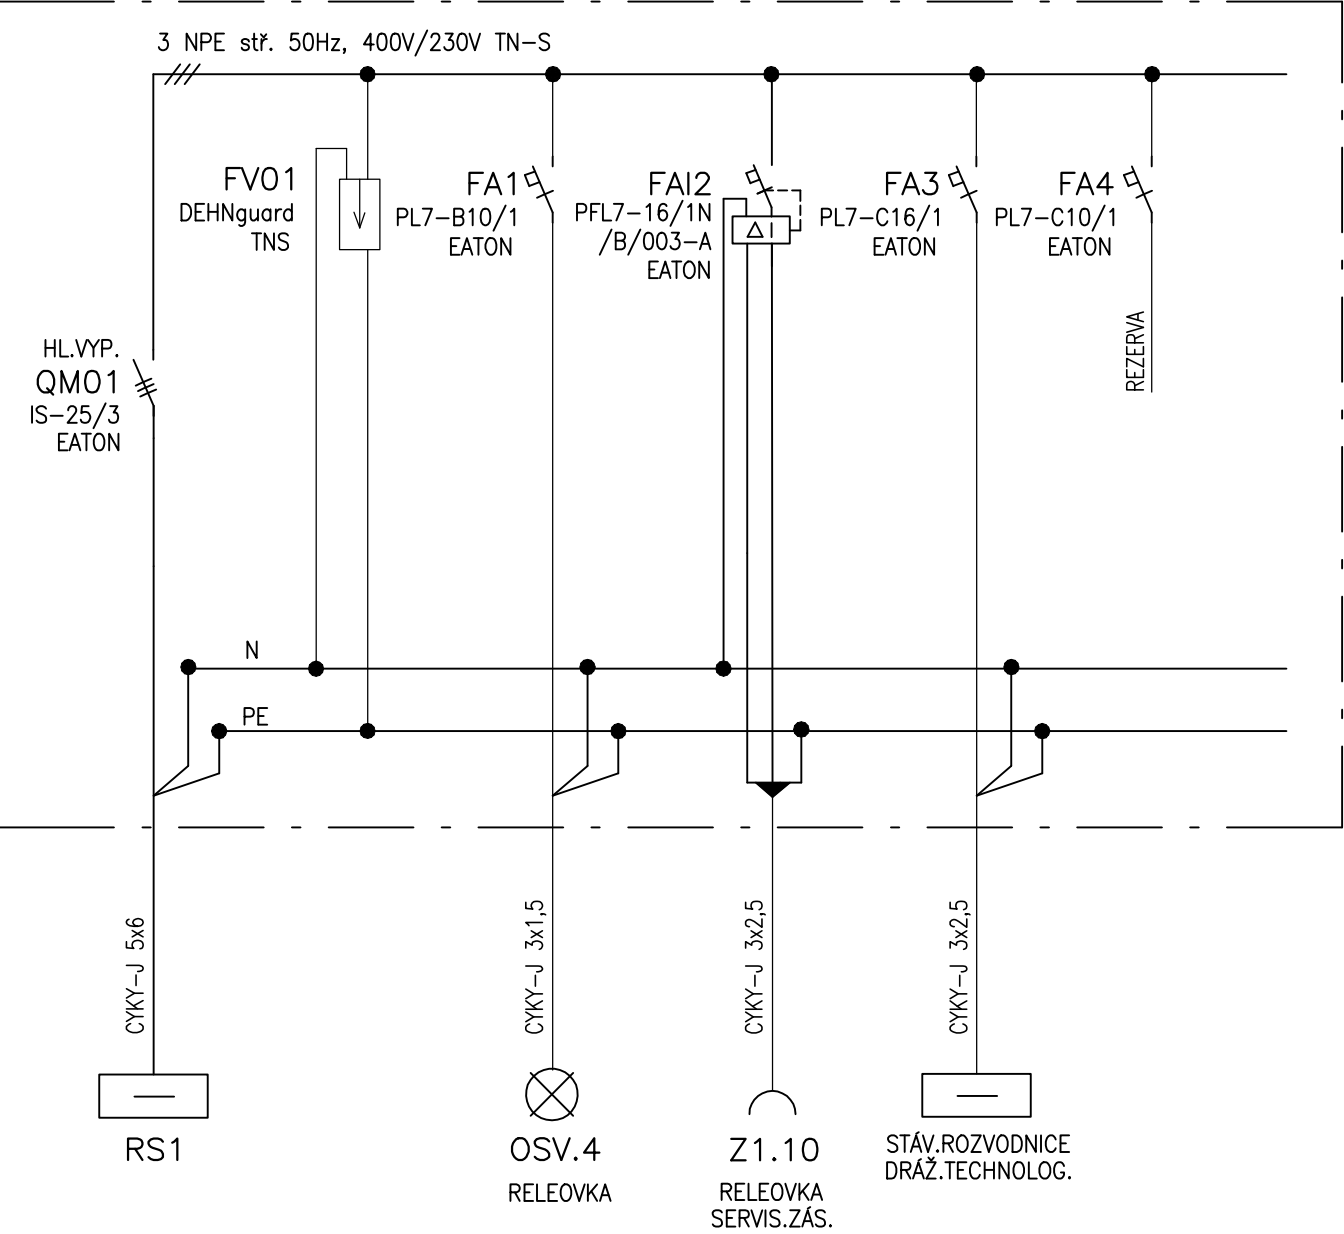 3 NPE stř. 50Hz, 400V/230V TN-S
FV01
DEHNguard
TNS
FA1
PL7-B10/1
EATON
FAI2
PFL7-16/1N
/B/003-A
EATON
FA3
PL7-C16/1
EATON
FA4
PL7-C10/1
EATON
REZERVA
HL.VYP.
QM01
IS-25/3
EATON
N
PE
CYKY-J 5x6
CYKY-J 3x1,5
CYKY-J 3x2,5
CYKY-J 3x2,5
RS1
OSV.4
RELEOVKA
Z1.10
RELEOVKA
SERVIS.ZÁS.
STÁV.ROZVODNICE
DRÁŽ.TECHNOLOG.